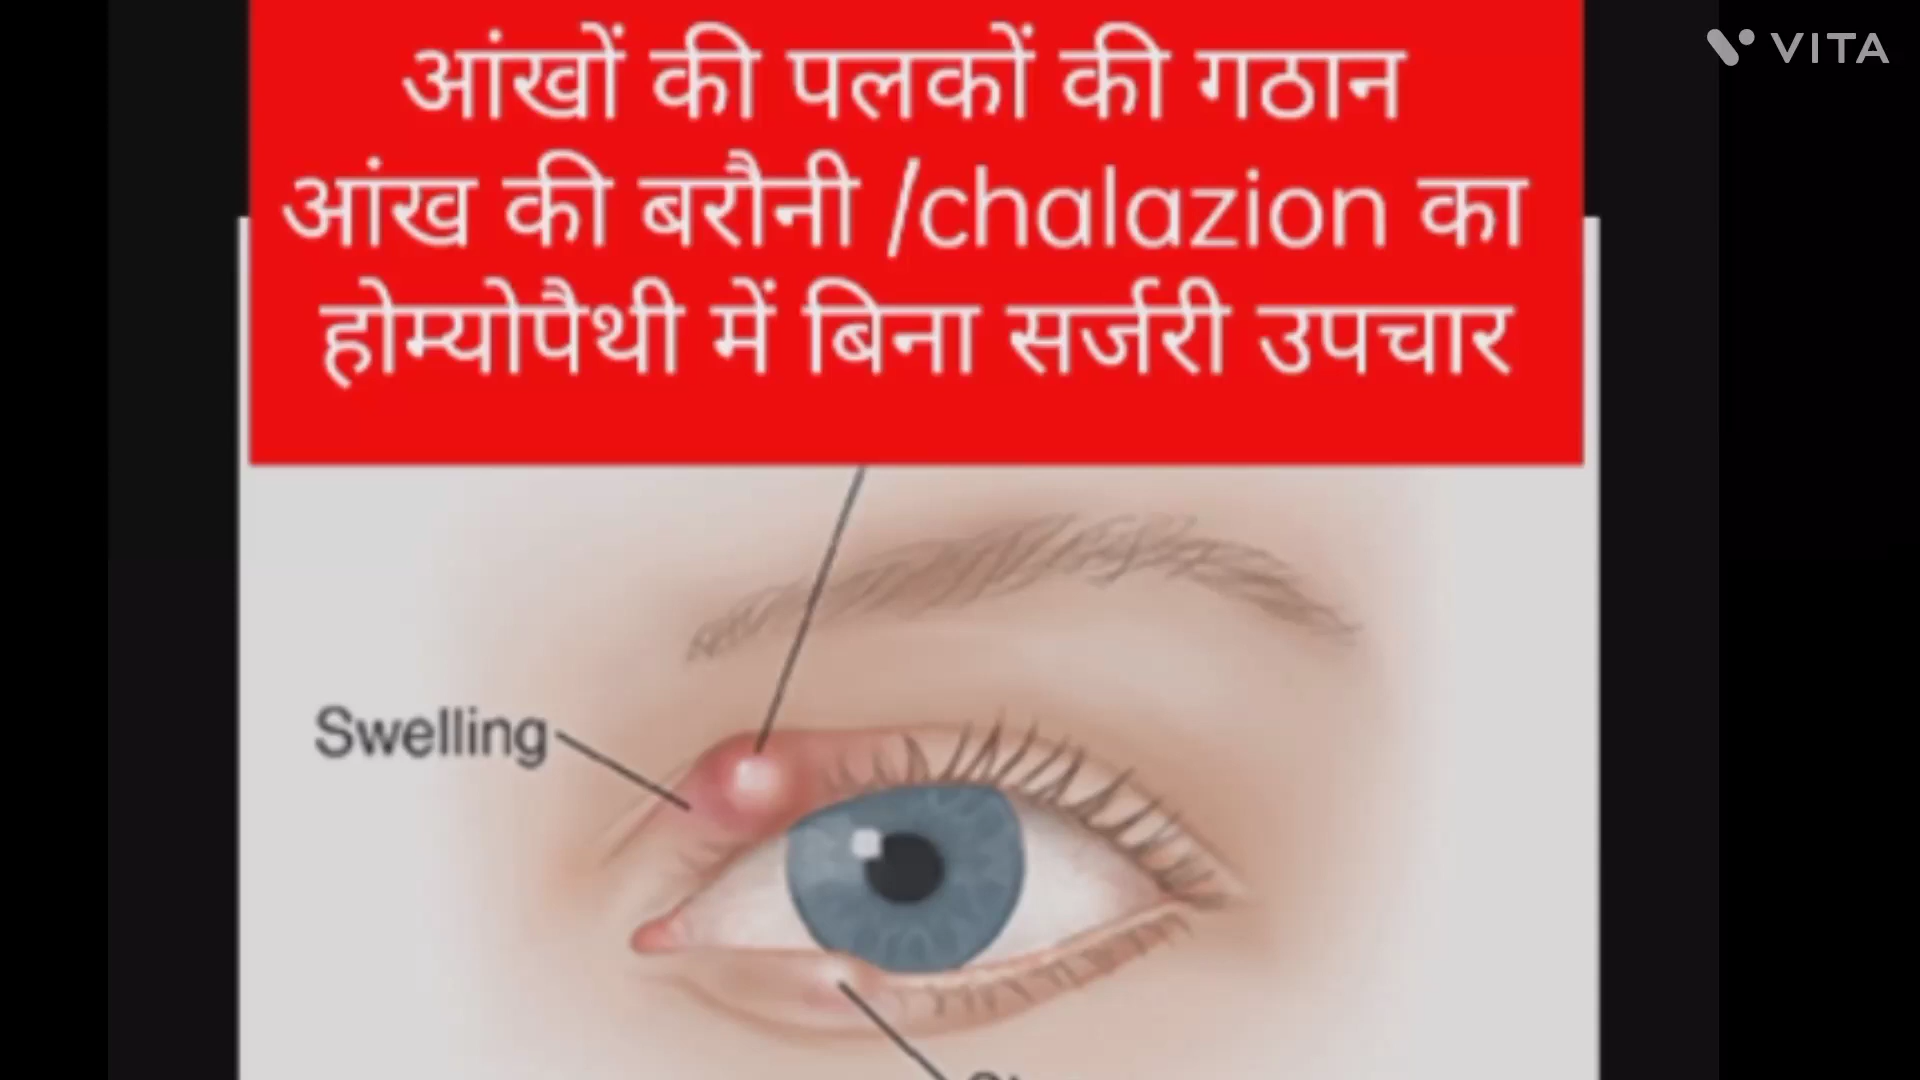 आंखों की पलकों की गठान
आंख की बरौनी /chalazion का
होम्योपैथी में बिना सर्जरी उपचार
VITA
Swelling